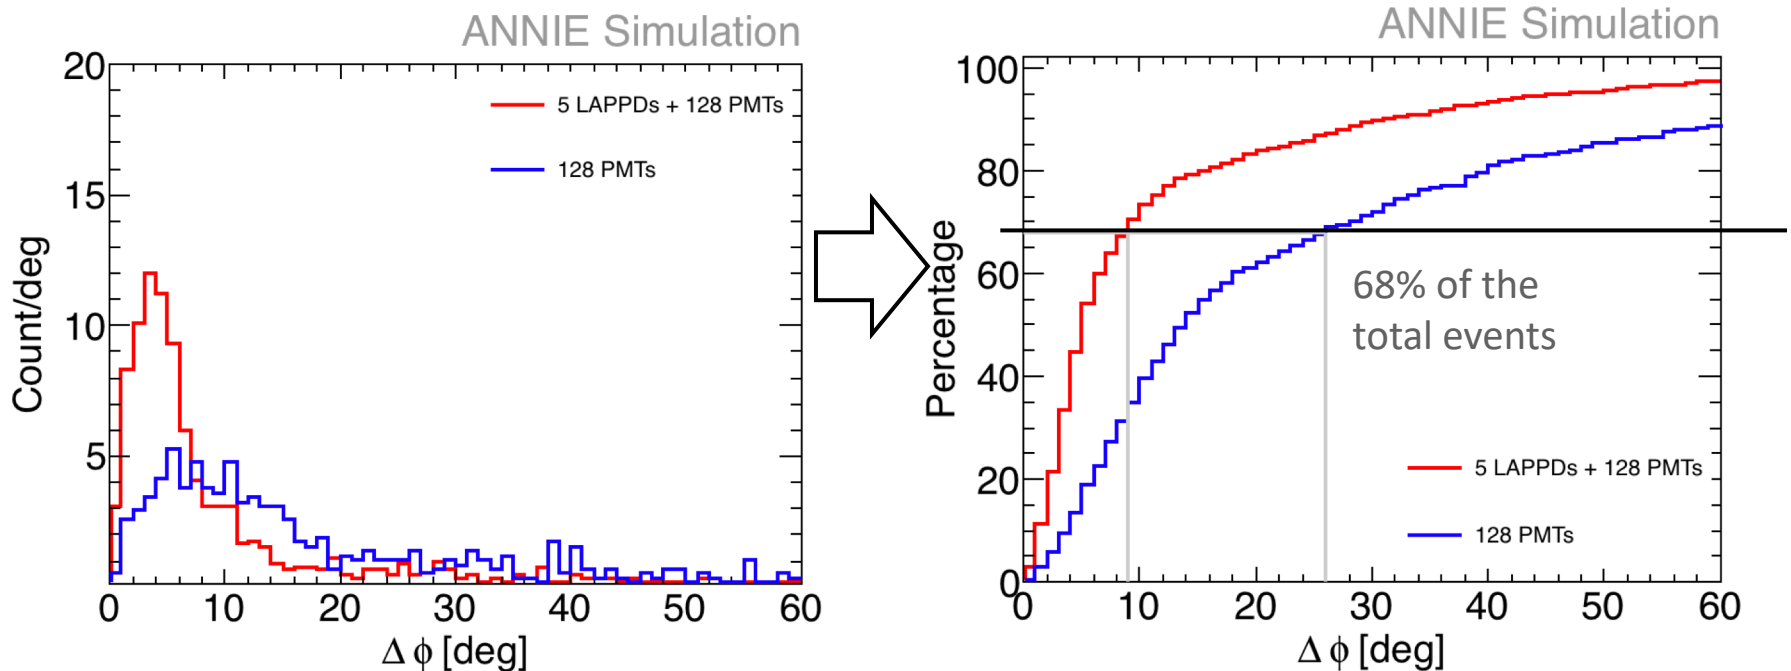 ANNIE Simulation
20
15
10
5
Count/deg
5 LAPPDs + 128 PMTs
128 PMTs
0 10 20 30 40 50 60
Δ ϕ [deg]
ANNIE Simulation
100
80
60
40
20
0
Percentage
68% of the
total events
5 LAPPDs + 128 PMTs
128 PMTs
0 10 20 30 40 50 60
Δ ϕ [deg]